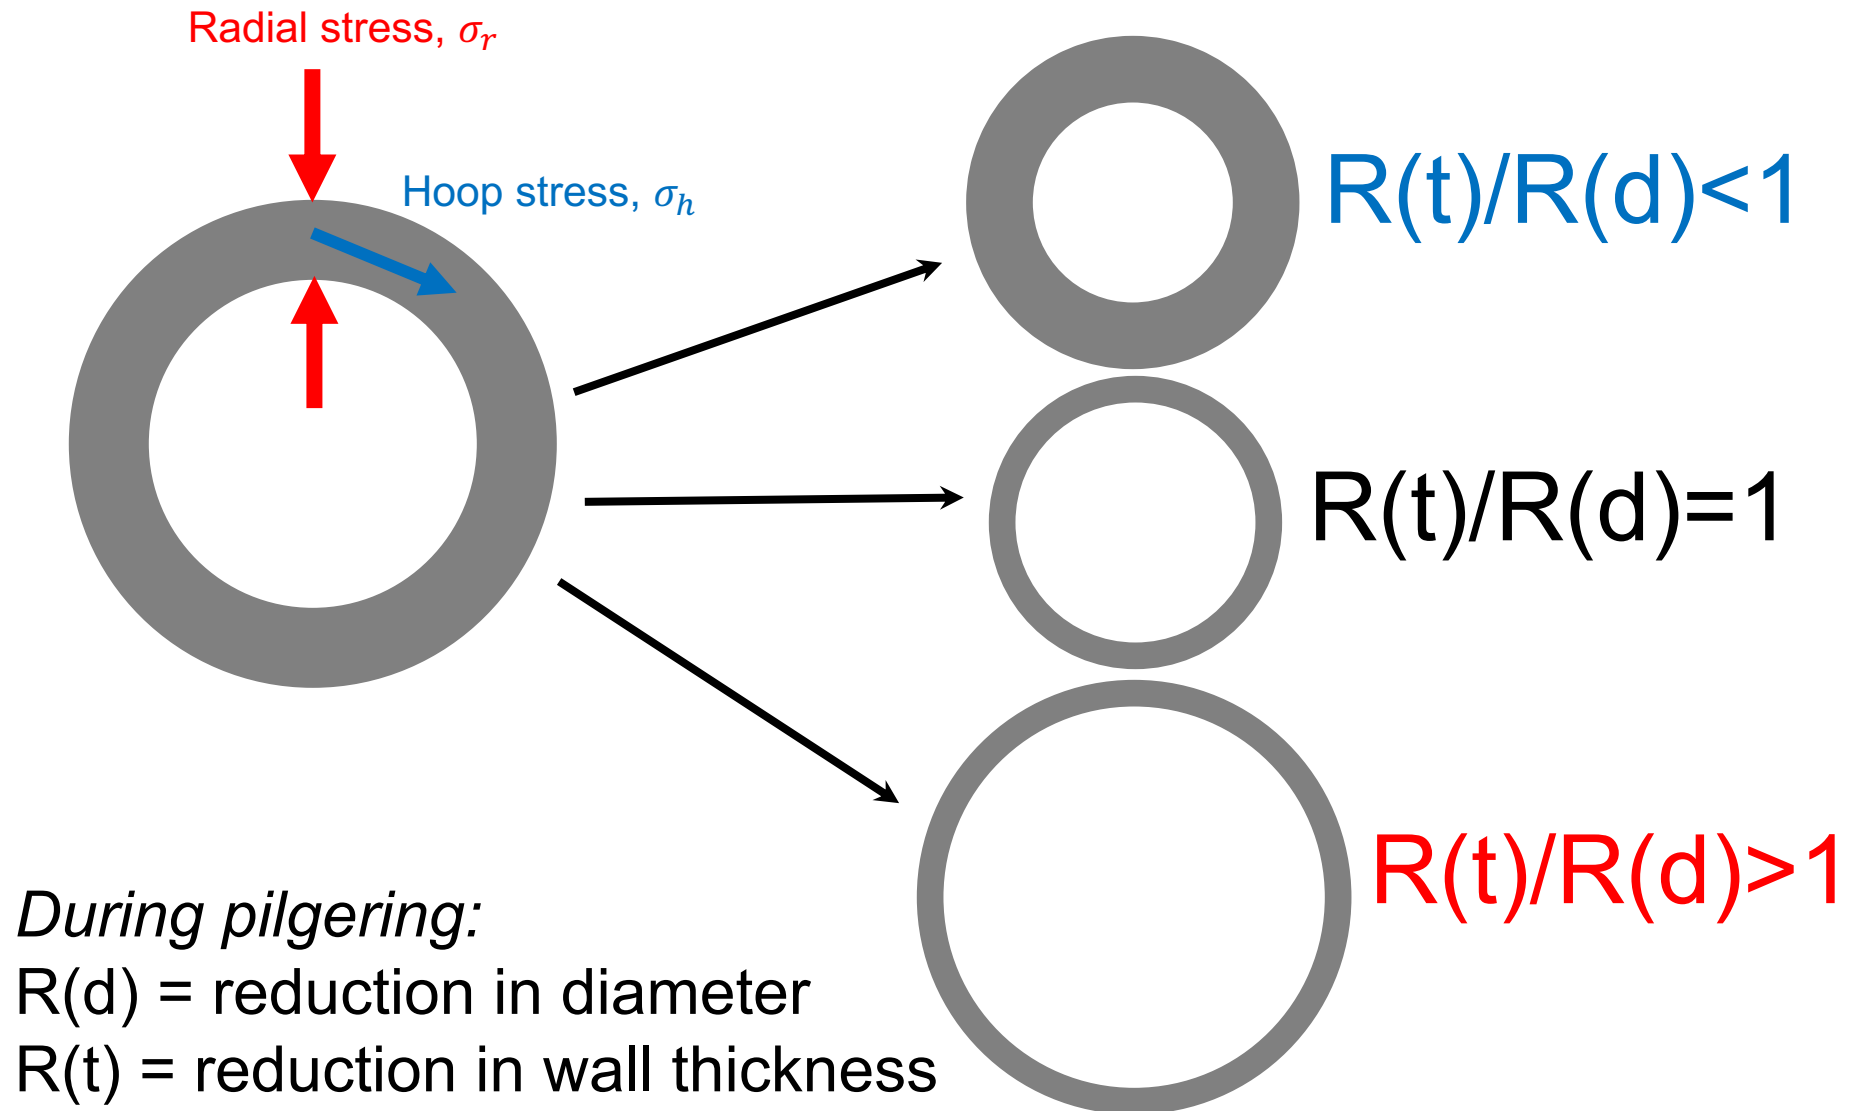 Radial stress, σr
Hoop stress, σh
R(t)/R(d)<1
R(t)/R(d)=1
R(t)/R(d)>1
During pilgering:
R(d) = reduction in diameter
R(t) = reduction in wall thickness